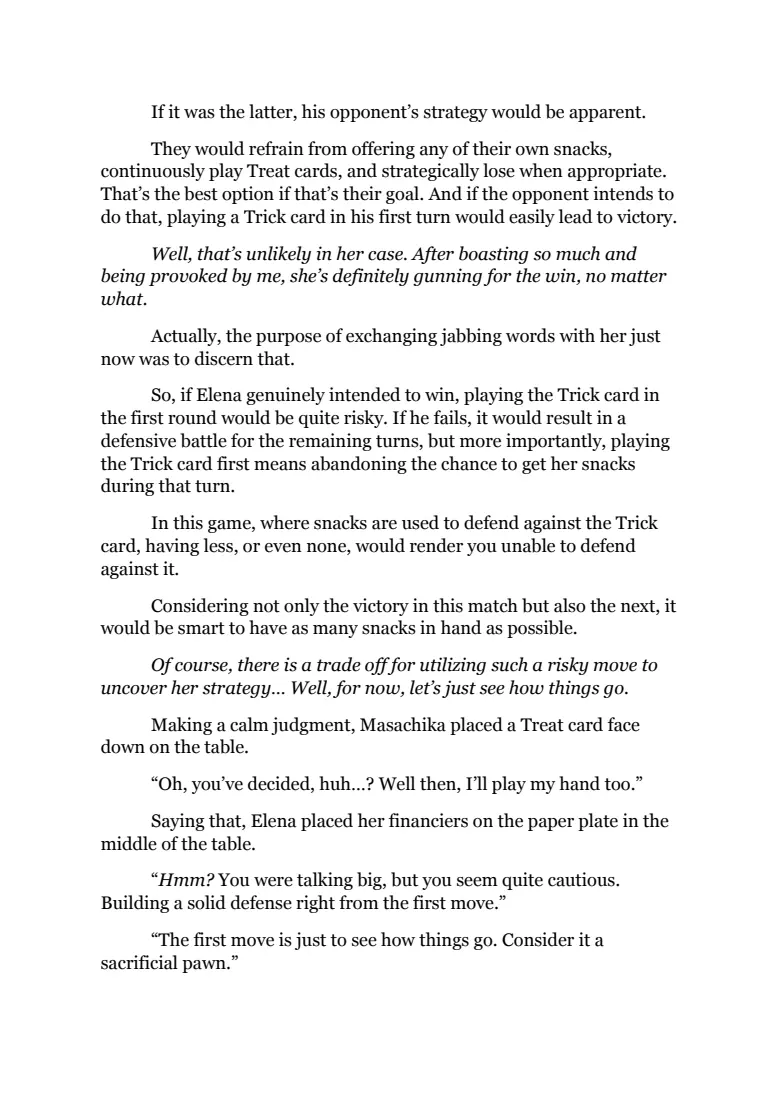 If it was the latter, his opponent’s strategy would be apparent.
They would refrain from offering any of their own snacks,
continuously play Treat cards, and strategically lose when appropriate.
That’s the best option if that’s their goal. And if the opponent intends to
do that, playing a Trick card in his first turn would easily lead to victory.
Well, that’s unlikely in her case. After boasting so much and
being provoked by me, she’s definitely gunning for the win, no matter
what.
Actually, the purpose of exchanging jabbing words with her just
now was to discern that.
So, if Elena genuinely intended to win, playing the Trick card in
the first round would be quite risky. If he fails, it would result in a
defensive battle for the remaining turns, but more importantly, playing
the Trick card first means abandoning the chance to get her snacks
during that turn.
In this game, where snacks are used to defend against the Trick
card, having less, or even none, would render you unable to defend
against it.
Considering not only the victory in this match but also the next, it
would be smart to have as many snacks in hand as possible.
Of course, there is a trade off for utilizing such a risky move to
uncover her strategy... Well, for now, let’s just see how things go.
Making a calm judgment, Masachika placed a Treat card face
down on the table.
“Oh, you’ve decided, huh...? Well then, I’ll play my hand too.”
Saying that, Elena placed her financiers on the paper plate in the
middle of the table.
“Hmm? You were talking big, but you seem quite cautious.
Building a solid defense right from the first move.”
“The first move is just to see how things go. Consider it a
sacrificial pawn.”